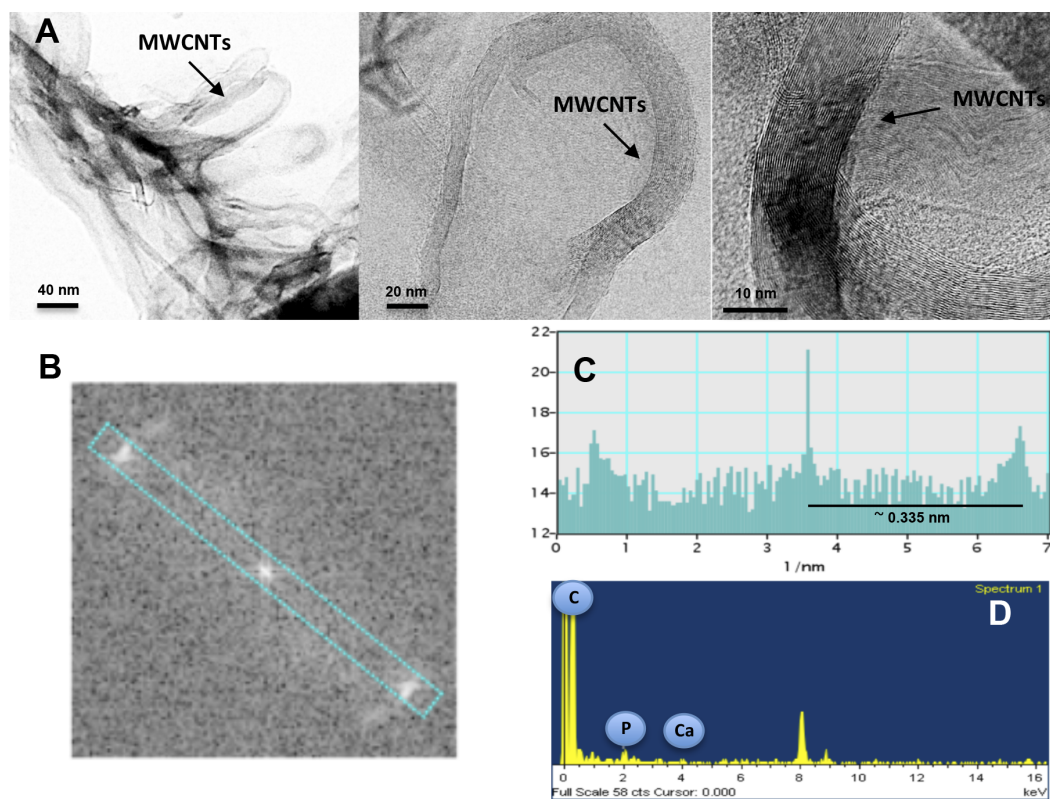 A
MWCNTs
40 nm
MWCNTs
20 nm
MWCNTs
10 nm
B
C
22
20
18
16
14
12
~ 0.335 nm
0 1 2 3 4 5 6 7
1 /nm
Spectrum 1
D
C
P
Ca
0 2 4 6 8 10 12 14 16
Full Scale 58 cts Cursor: 0.000 keV